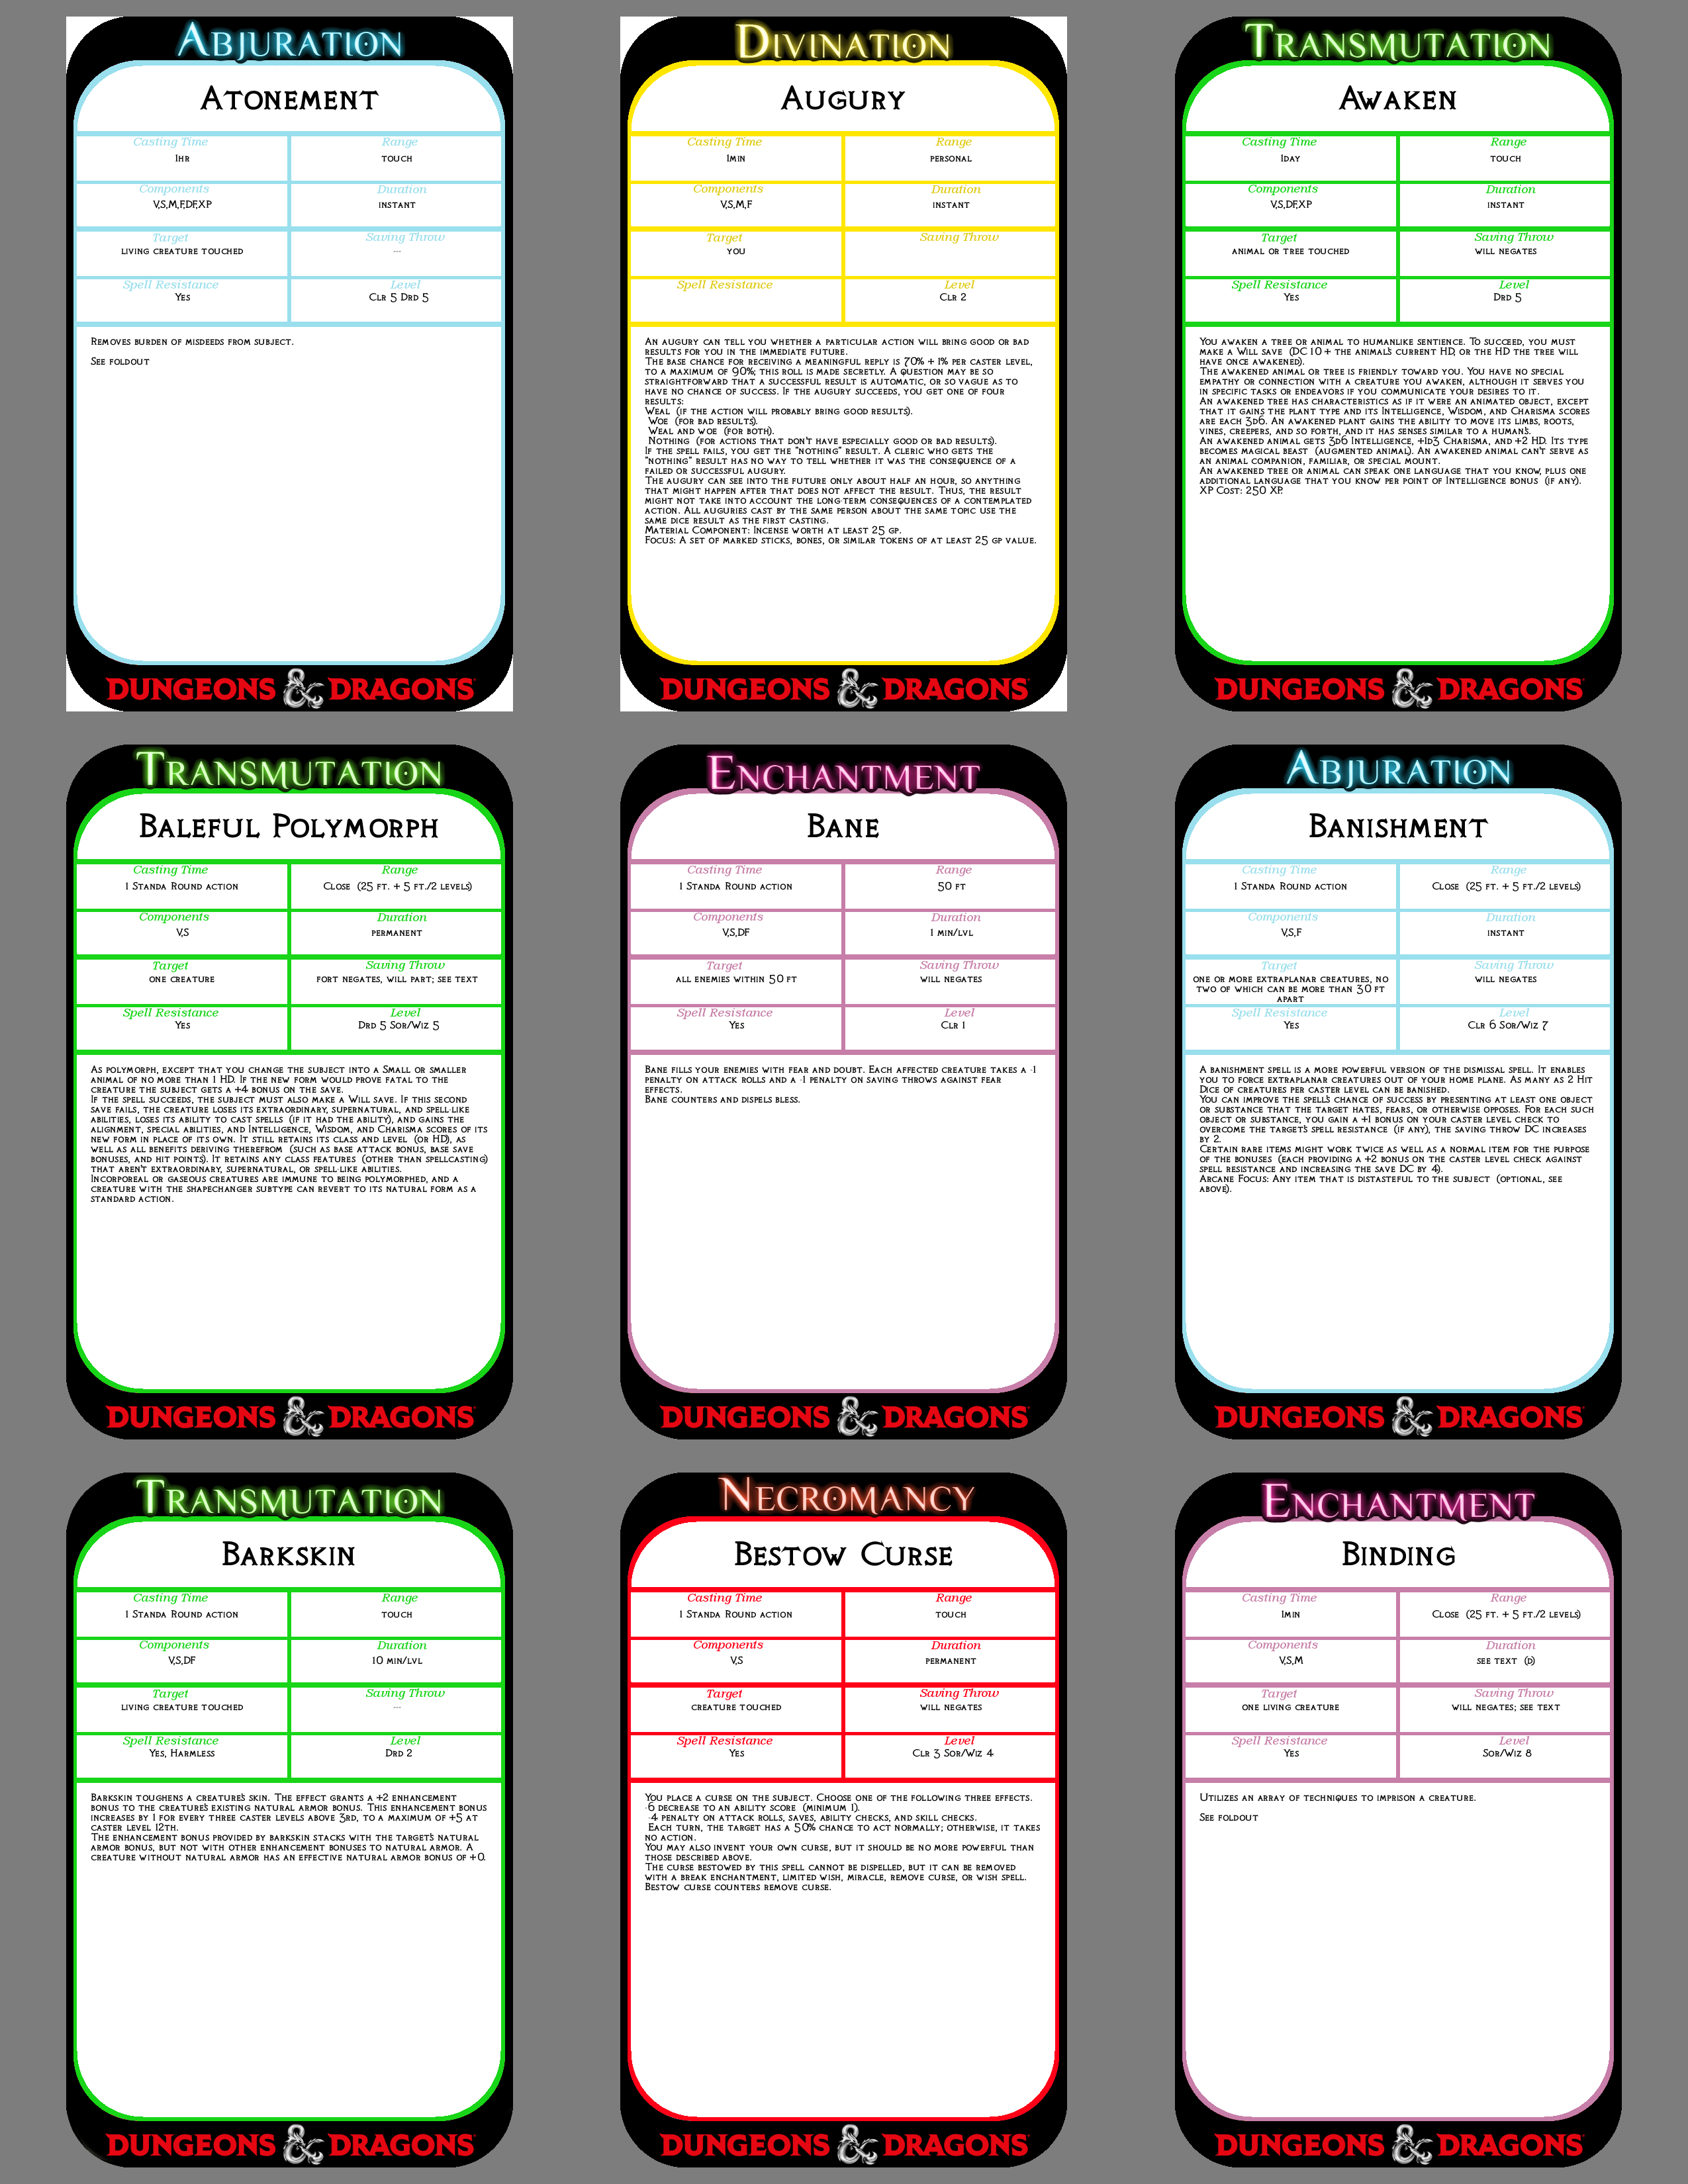 Abjuration
Atonement
Casting Time
Range
1hr
touch
Components
Duration
V,S,M,F,DF,XP
instant
Target
Saving Throw
living creature touched
---
Spell Resistance
Level
Yes
Clr 5 Drd 5
Removes burden of misdeeds from subject.
See foldout
DUNGEONS & DRAGONS
Divination
Augury
Casting Time
Range
1min
personal
Components
Duration
V,S,M,F
instant
Target
Saving Throw
you
Spell Resistance
Level
Clr 2
An augury can tell you whether a particular action will bring good or bad
results for you in the immediate future.
The base chance for receiving a meaningful reply is 70% + 1% per caster level,
to a maximum of 90%; this roll is made secretly. A question may be so
straightforward that a successful result is automatic, or so vague as to
have no chance of success. If the augury succeeds, you get one of four
results:
Weal (if the action will probably bring good results).
Woe (for bad results).
Weal and woe (for both).
Nothing (for actions that don't have especially good or bad results).
If the spell fails, you get the "nothing" result. A cleric who gets the
"nothing" result has no way to tell whether it was the consequence of a
failed or successful augury.
The augury can see into the future only about half an hour, so anything
that might happen after that does not affect the result. Thus, the result
might not take into account the long-term consequences of a contemplated
action. All auguries cast by the same person about the same topic use the
same dice result as the first casting.
Material Component: Incense worth at least 25 gp.
Focus: A set of marked sticks, bones, or similar tokens of at least 25 gp value.
DUNGEONS & DRAGONS
Transmutation
Awaken
Casting Time
Range
1day
touch
Components
Duration
V,S,DF,XP
instant
Target
Saving Throw
animal or tree touched
will negates
Spell Resistance
Level
Yes
Drd 5
You awaken a tree or animal to humanlike sentience. To succeed, you must
make a Will save (DC 10 + the animal's current HD, or the HD the tree will
have once awakened).
The awakened animal or tree is friendly toward you. You have no special
empathy or connection with a creature you awaken, although it serves you
in specific tasks or endeavors if you communicate your desires to it.
An awakened tree has characteristics as if it were an animated object, except
that it gains the plant type and its Intelligence, Wisdom, and Charisma scores
are each 3d6. An awakened plant gains the ability to move its limbs, roots,
vines, creepers, and so forth, and it has senses similar to a human's.
An awakened animal gets 3d6 Intelligence, +1d3 Charisma, and +2 HD. Its type
becomes magical beast (augmented animal). An awakened animal can't serve as
an animal companion, familiar, or special mount.
An awakened tree or animal can speak one language that you know, plus one
additional language that you know per point of Intelligence bonus (if any).
XP Cost: 250 XP.
DUNGEONS & DRAGONS
Transmutation
Baleful Polymorph
Casting Time
Range
1 Standa Round action
Close (25 ft. + 5 ft./2 levels)
Components
Duration
V,S
permanent
Target
Saving Throw
one creature
fort negates, will part; see text
Spell Resistance
Level
Yes
Drd 5 Sor/Wiz 5
As polymorph, except that you change the subject into a Small or smaller
animal of no more than 1 HD. If the new form would prove fatal to the
creature the subject gets a +4 bonus on the save.
If the spell succeeds, the subject must also make a Will save. If this second
save fails, the creature loses its extraordinary, supernatural, and spell-like
abilities, loses its ability to cast spells (if it had the ability), and gains the
alignment, special abilities, and Intelligence, Wisdom, and Charisma scores of its
new form in place of its own. It still retains its class and level (or HD), as
well as all benefits deriving therefrom (such as base attack bonus, base save
bonuses, and hit points). It retains any class features (other than spellcasting)
that aren't extraordinary, supernatural, or spell-like abilities.
Incorporeal or gaseous creatures are immune to being polymorphed, and a
creature with the shapechanger subtype can revert to its natural form as a
standard action.
DUNGEONS & DRAGONS
Enchantment
Bane
Casting Time
Range
1 Standa Round action
50 ft
Components
Duration
V,S,DF
1 min/lvl
Target
Saving Throw
all enemies within 50 ft
will negates
Spell Resistance
Level
Yes
Clr 1
Bane fills your enemies with fear and doubt. Each affected creature takes a -1
penalty on attack rolls and a -1 penalty on saving throws against fear
effects.
Bane counters and dispels bless.
DUNGEONS & DRAGONS
Abjuration
Banishment
Casting Time
Range
1 Standa Round action
Close (25 ft. + 5 ft./2 levels)
Components
Duration
V,S,F
instant
Target
Saving Throw
one or more extraplanar creatures, no
two of which can be more than 30 ft
apart
will negates
Spell Resistance
Level
Yes
Clr 6 Sor/Wiz 7
A banishment spell is a more powerful version of the dismissal spell. It enables
you to force extraplanar creatures out of your home plane. As many as 2 Hit
Dice of creatures per caster level can be banished.
You can improve the spell's chance of success by presenting at least one object
or substance that the target hates, fears, or otherwise opposes. For each such
object or substance, you gain a +1 bonus on your caster level check to
overcome the target's spell resistance (if any), the saving throw DC increases
by 2.
Certain rare items might work twice as well as a normal item for the purpose
of the bonuses (each providing a +2 bonus on the caster level check against
spell resistance and increasing the save DC by 4).
Arcane Focus: Any item that is distasteful to the subject (optional, see
above).
DUNGEONS & DRAGONS
Transmutation
Barkskin
Casting Time
Range
1 Standa Round action
touch
Components
Duration
V,S,DF
10 min/lvl
Target
Saving Throw
living creature touched
---
Spell Resistance
Level
Yes, Harmless
Drd 2
Barkskin toughens a creature's skin. The effect grants a +2 enhancement
bonus to the creature's existing natural armor bonus. This enhancement bonus
increases by 1 for every three caster levels above 3rd, to a maximum of +5 at
caster level 12th.
The enhancement bonus provided by barkskin stacks with the target's natural
armor bonus, but not with other enhancement bonuses to natural armor. A
creature without natural armor has an effective natural armor bonus of +0.
DUNGEONS & DRAGONS
Necromancy
Bestow Curse
Casting Time
Range
1 Standa Round action
touch
Components
Duration
V,S
permanent
Target
Saving Throw
creature touched
will negates
Spell Resistance
Level
Yes
Clr 3 Sor/Wiz 4
You place a curse on the subject. Choose one of the following three effects.
-6 decrease to an ability score (minimum 1).
-4 penalty on attack rolls, saves, ability checks, and skill checks.
Each turn, the target has a 50% chance to act normally; otherwise, it takes
no action.
You may also invent your own curse, but it should be no more powerful than
those described above.
The curse bestowed by this spell cannot be dispelled, but it can be removed
with a break enchantment, limited wish, miracle, remove curse, or wish spell.
Bestow curse counters remove curse.
DUNGEONS & DRAGONS
Enchantment
Binding
Casting Time
Range
1min
Close (25 ft. + 5 ft./2 levels)
Components
Duration
V,S,M
see text (d)
Target
Saving Throw
one living creature
will negates; see text
Spell Resistance
Level
Yes
Sor/Wiz 8
Utilizes an array of techniques to imprison a creature.
See foldout
DUNGEONS & DRAGONS